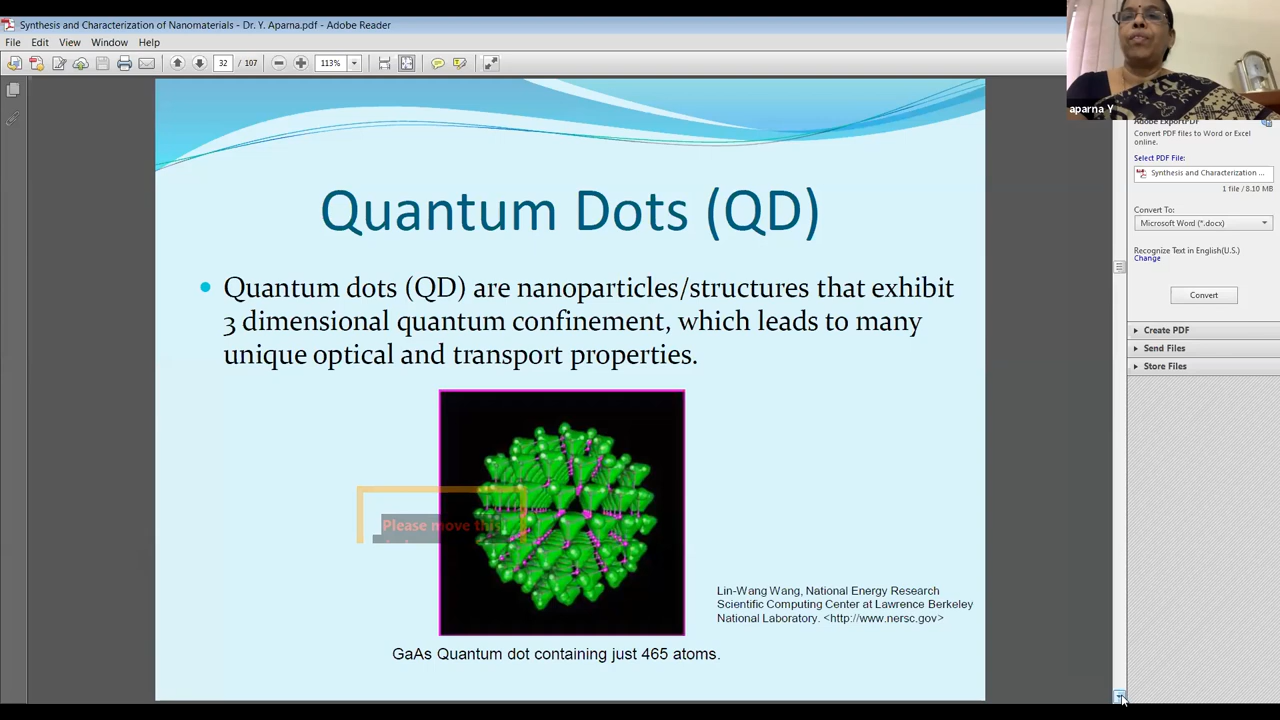 Synthesis and Characterization of Nanomaterials - Dr. Y. Aparna.pdf - Adobe Reader
File Edit View Window Help
32 / 107 113%
aparna Y
Adobe ExportPDF
Convert PDF files to Word or Excel
online.
Select PDF File:
Synthesis and Characterization ...
1 file / 8.10 MB
Convert To:
Microsoft Word (*.docx)
Recognize Text in English(U.S.)
Change
Convert
Create PDF
Send Files
Store Files
Quantum Dots (QD)
• Quantum dots (QD) are nanoparticles/structures that exhibit
3 dimensional quantum confinement, which leads to many
unique optical and transport properties.
Please move this
Lin-Wang Wang, National Energy Research
Scientific Computing Center at Lawrence Berkeley
National Laboratory. <http://www.nersc.gov>
GaAs Quantum dot containing just 465 atoms.